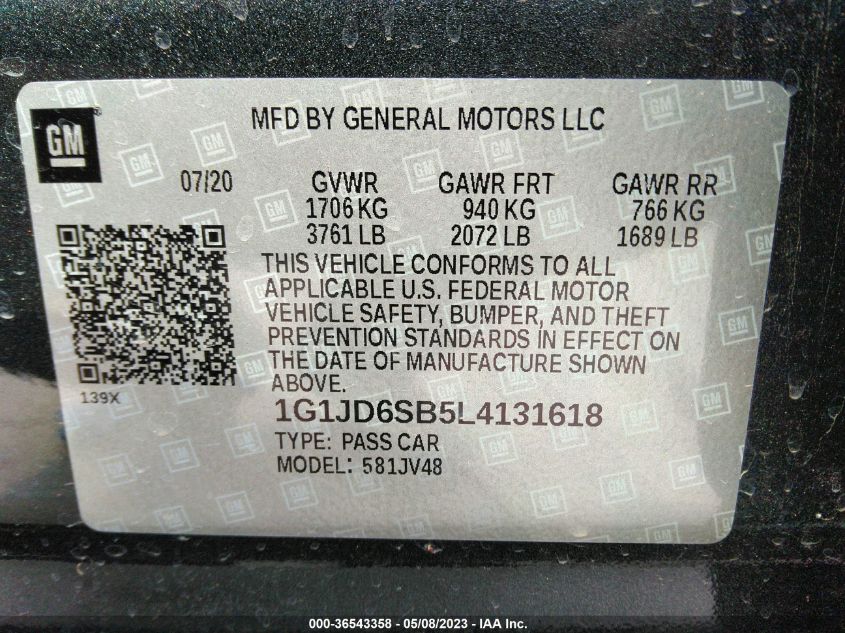 MFD BY GENERAL MOTORS LLC
GM
07/20 GVWR GAWR FRT GAWR RR
1706 KG 940 KG 766 KG
3761 LB 2072 LB 1689 LB
THIS VEHICLE CONFORMS TO ALL
APPLICABLE U.S. FEDERAL MOTOR
VEHICLE SAFETY, BUMPER, AND THEFT
PREVENTION STANDARDS IN EFFECT ON
THE DATE OF MANUFACTURE SHOWN
ABOVE.
139X
1G1JD6SB5L4131618
TYPE: PASS CAR
MODEL: 581JV48
000-36543358 - 05/08/2023 - IAA Inc.